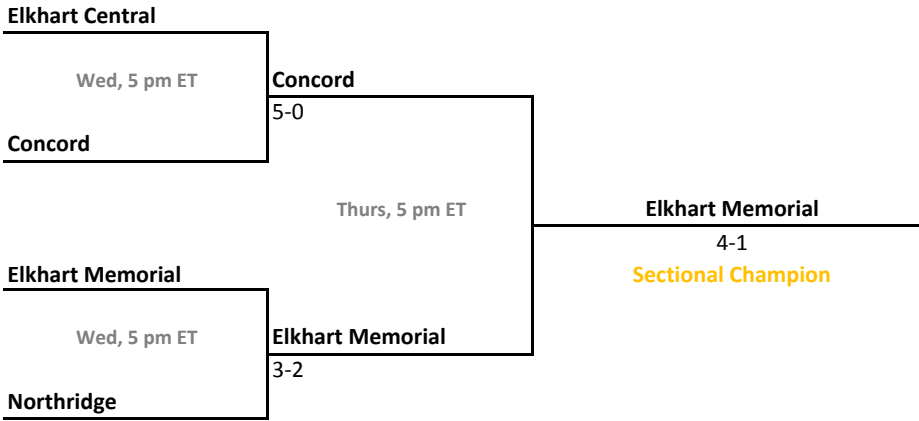 Elkhart Central
Wed, 5 pm ET
Concord
5-0
Concord
Thurs, 5 pm ET
Elkhart Memorial
4-1
Sectional Champion
Elkhart Memorial
Wed, 5 pm ET
Elkhart Memorial
3-2
Northridge